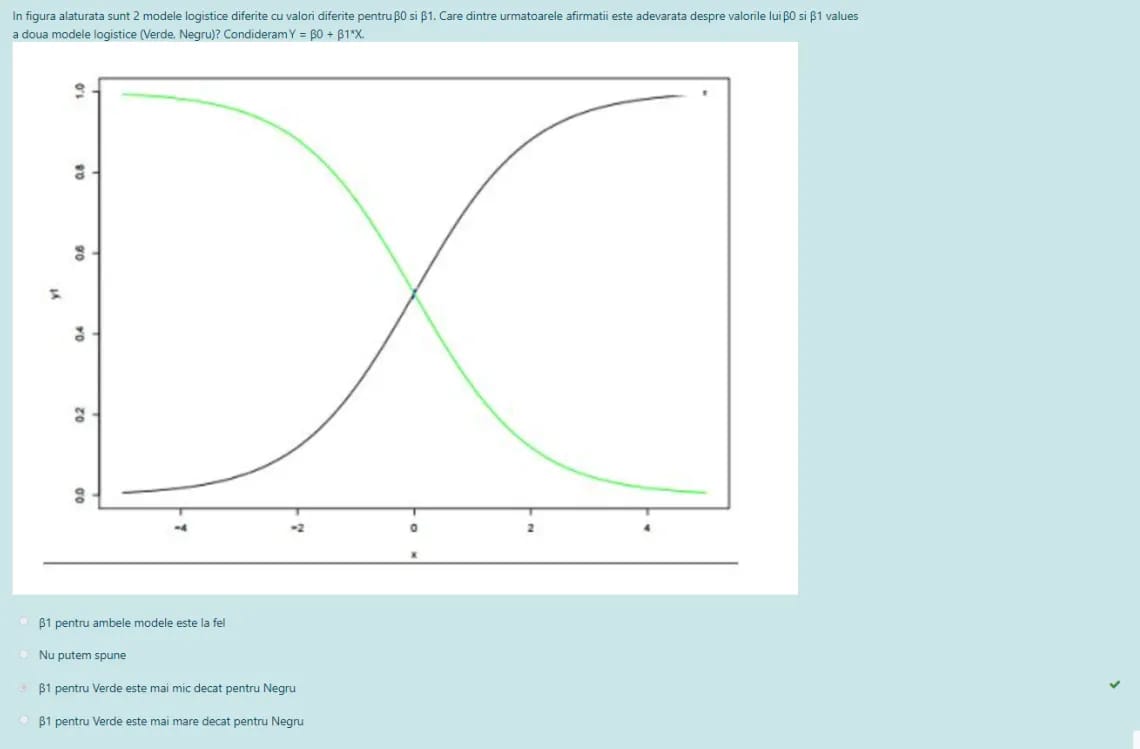 In figura alaturata sunt 2 modele logistice diferite cu valori diferite pentru β0 si β1. Care dintre urmatoarele afirmatii este adevarata despre valorile lui β0 si β1 values
a doua modele logistice (Verde, Negru)? Condideram Y = β0 + β1*X.
1.0
0.8
0.6
y1
0.4
0.2
0.0
-4 -2 0 2 4
x
β1 pentru ambele modele este la fel
Nu putem spune
β1 pentru Verde este mai mic decat pentru Negru
β1 pentru Verde este mai mare decat pentru Negru